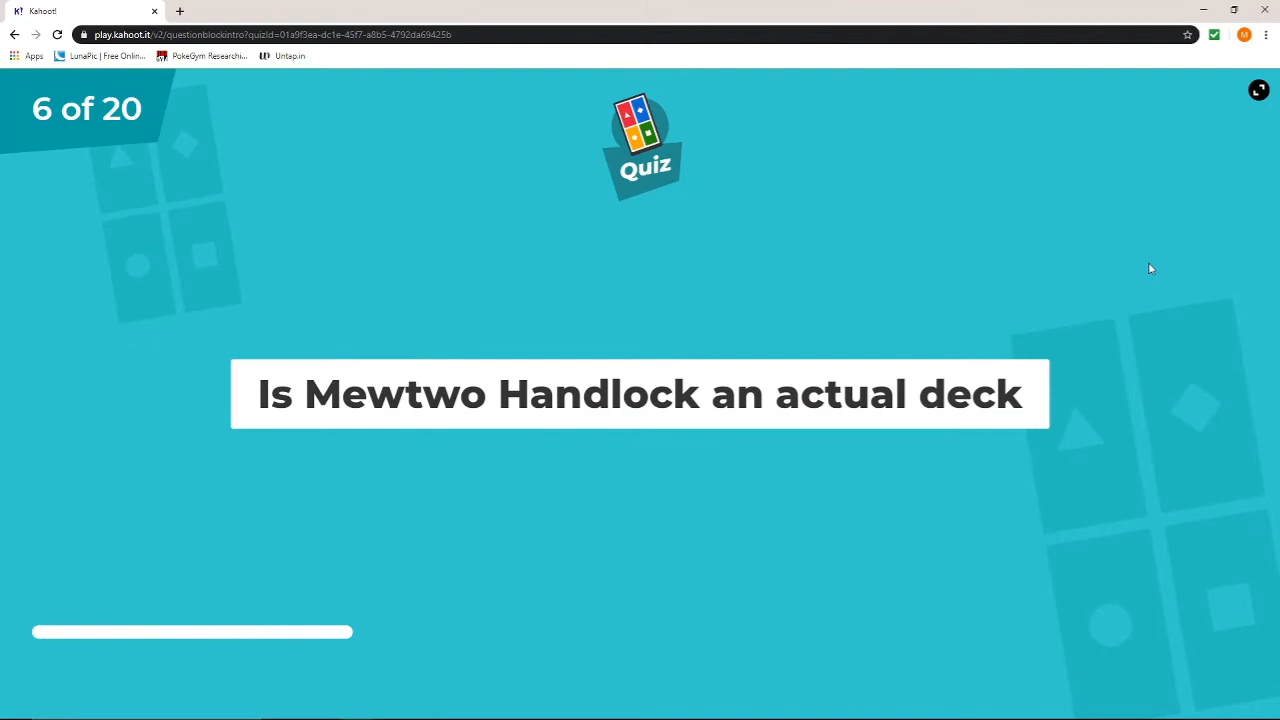 Kahoot!
play.kahoot.it/v2/questionblockintro?quizId=01a9f3ea-dc1e-45f7-a8b5-4792da69425b
M
Apps
LunaPic | Free Onlin...
PokeGym Researchi...
Untap.in
6 of 20
Quiz
Is Mewtwo Handlock an actual deck